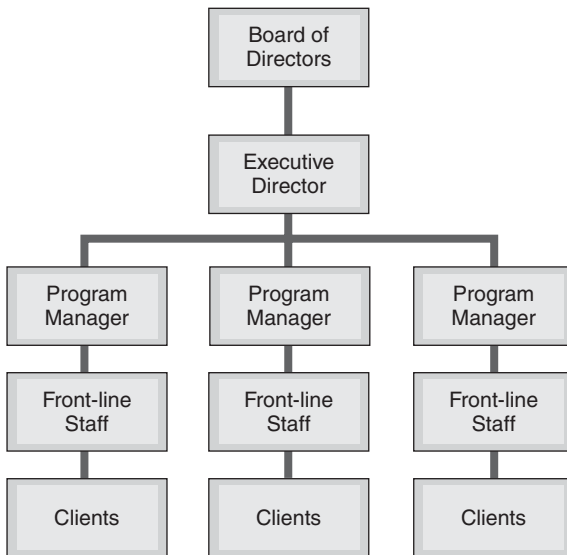 Board of
Directors
Executive
Director
Program
Manager
Program
Manager
Program
Manager
Front-line
Staff
Front-line
Staff
Front-line
Staff
Clients
Clients
Clients